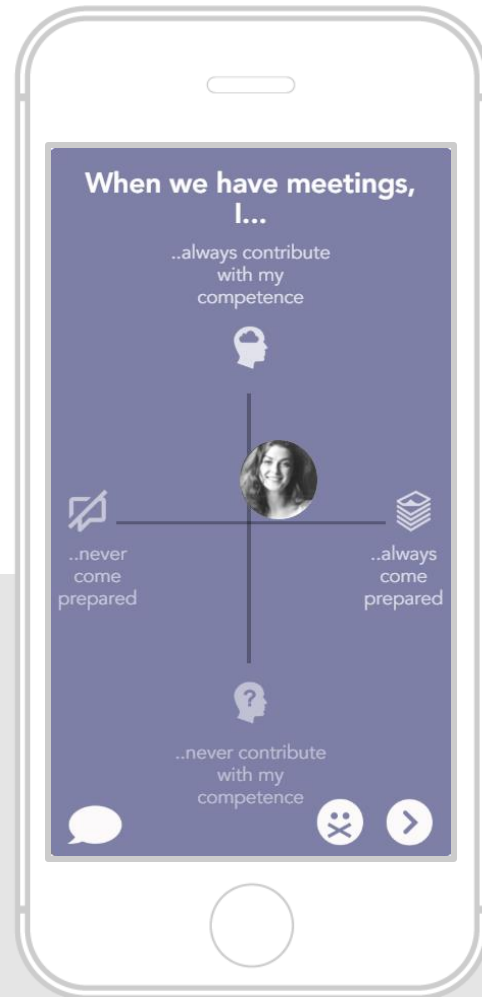 When we have meetings,
I...
..always contribute
with my
competence
..never
come
prepared
..always
come
prepared
?
..never contribute
with my
competence